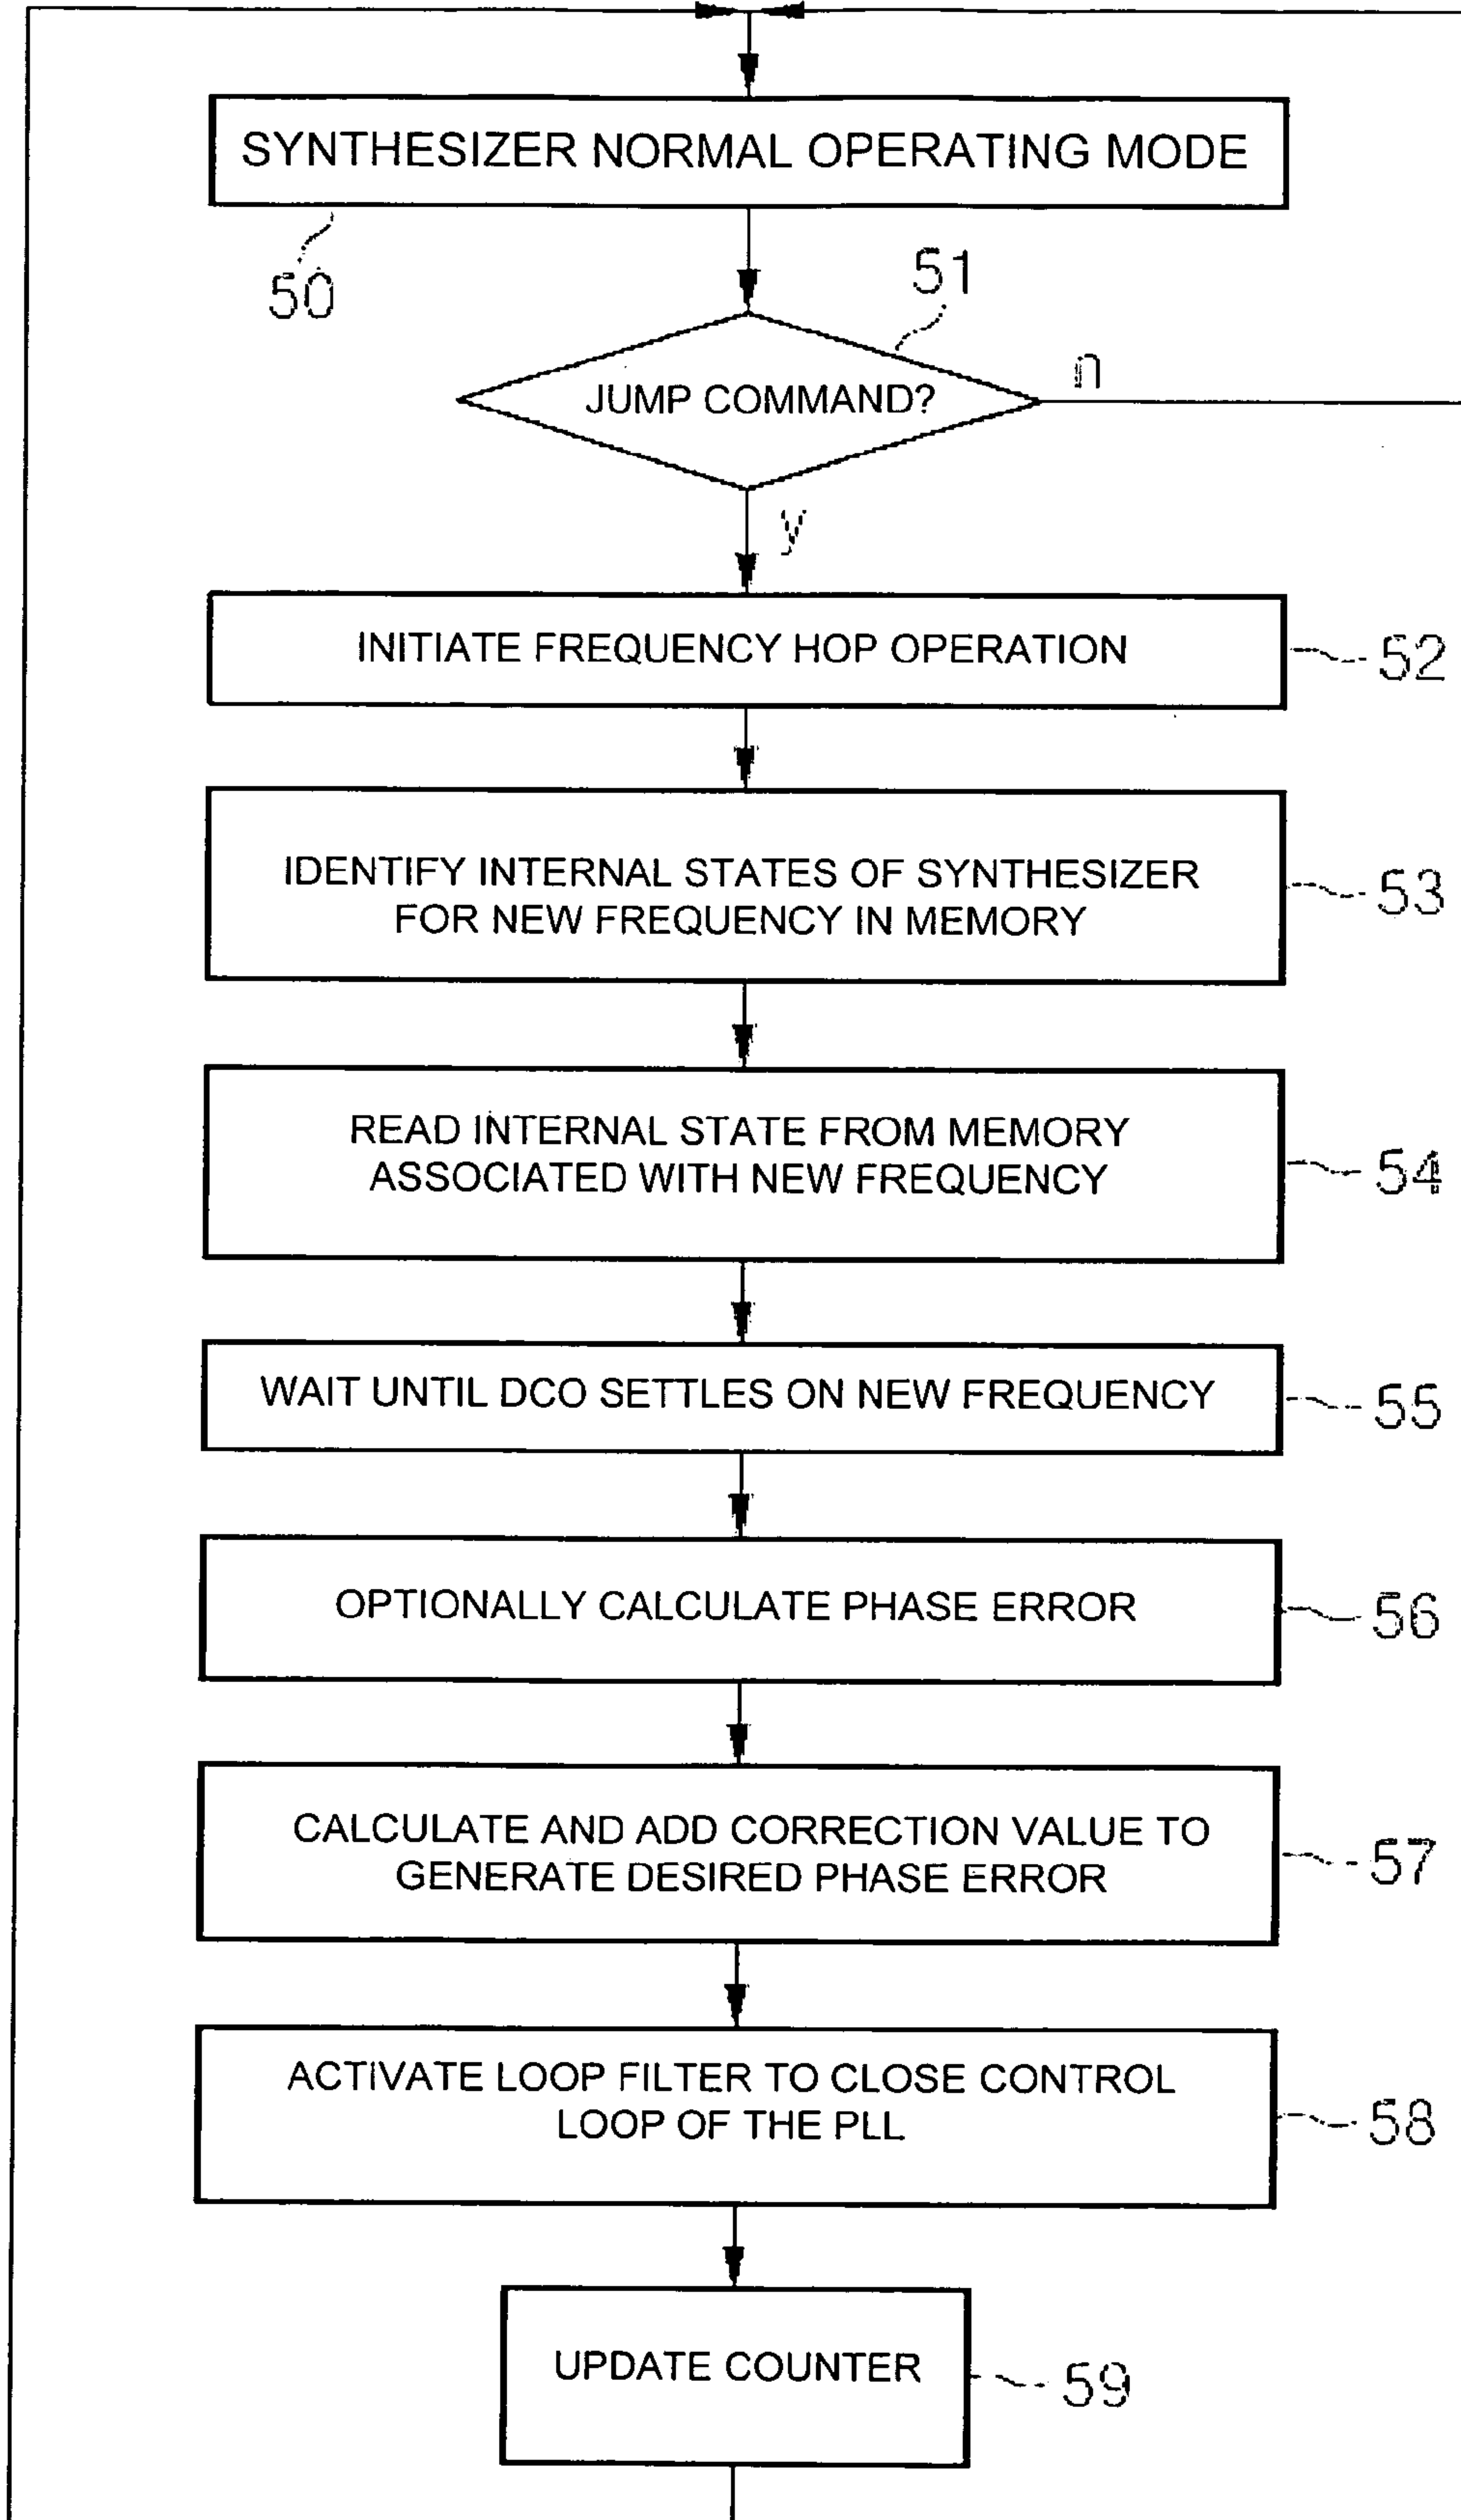 SYNTHESIZER NORMAL OPERATING MODE
50
51
JUMP COMMAND?
n
y
INITIATE FREQUENCY HOP OPERATION
52
IDENTIFY INTERNAL STATES OF SYNTHESIZER
FOR NEW FREQUENCY IN MEMORY
53
READ INTERNAL STATE FROM MEMORY
ASSOCIATED WITH NEW FREQUENCY
54
WAIT UNTIL DCO SETTLES ON NEW FREQUENCY
55
OPTIONALLY CALCULATE PHASE ERROR
56
CALCULATE AND ADD CORRECTION VALUE TO
GENERATE DESIRED PHASE ERROR
57
ACTIVATE LOOP FILTER TO CLOSE CONTROL
LOOP OF THE PLL
58
UPDATE COUNTER
59